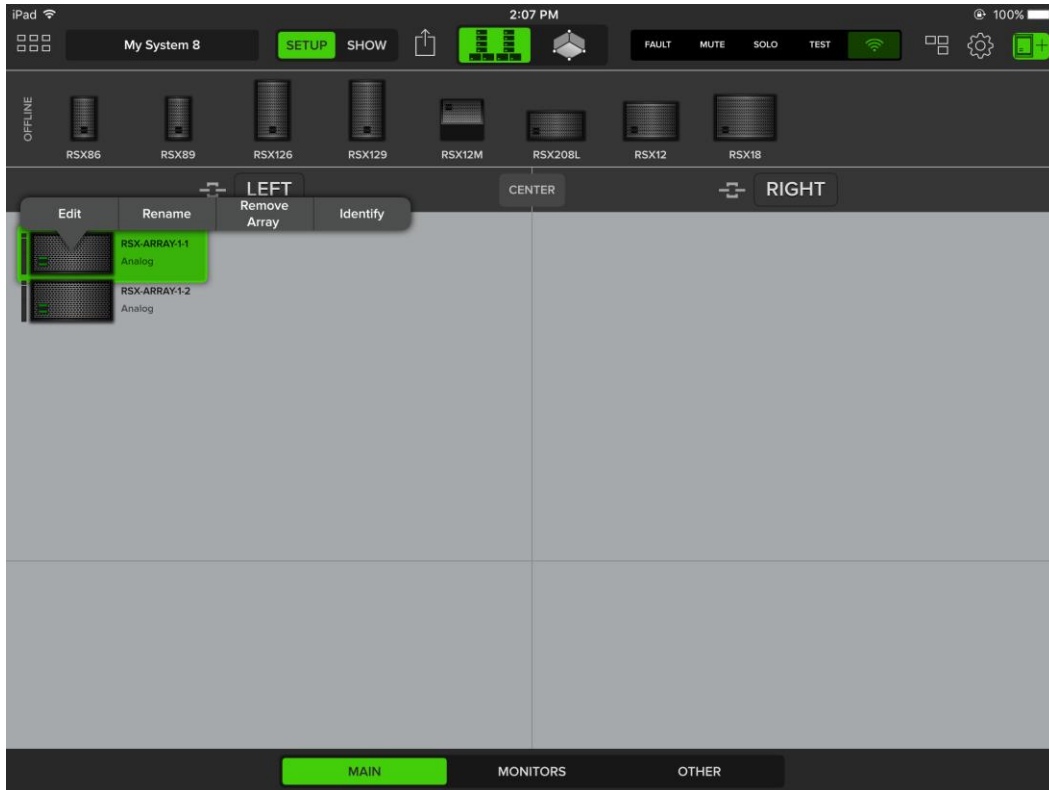 iPad 2:07 PM 100%
My System 8 SETUP SHOW FAULT MUTE SOLO TEST
OFFLINE
RSX86 RSX89 RSX126 RSX129 RSX12M RSX208L RSX12 RSX18
LEFT CENTER RIGHT
Edit Rename Remove Array Identify
RSX-ARRAY-1-1
Analog
RSX-ARRAY-1-2
Analog
MAIN MONITORS OTHER